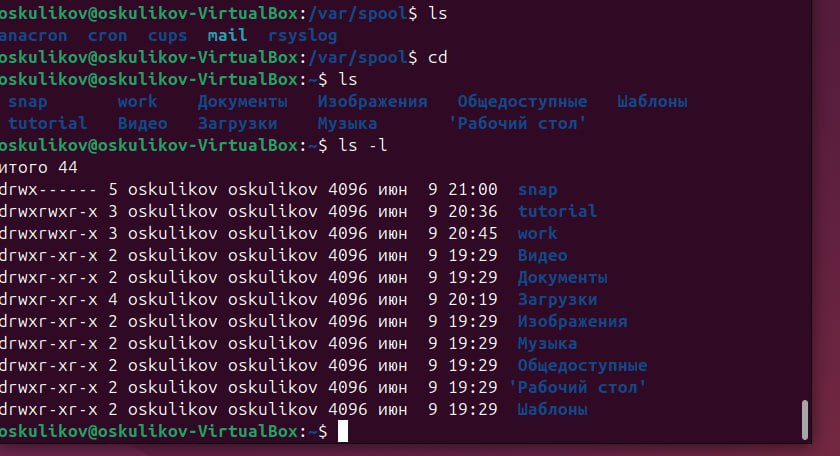 oskulikov@oskulikov-VirtualBox:/var/spool$ ls
anacron  cron  cups  mail  rsyslog
oskulikov@oskulikov-VirtualBox:/var/spool$ cd
oskulikov@oskulikov-VirtualBox:~$ ls
snap       work    Документы   Изображения   Общедоступные   Шаблоны
tutorial   Видео   Загрузки    Музыка       'Рабочий стол'
oskulikov@oskulikov-VirtualBox:~$ ls -l
итого 44
drwx------ 5 oskulikov oskulikov 4096 июн  9 21:00  snap
drwxrwxr-x 3 oskulikov oskulikov 4096 июн  9 20:36  tutorial
drwxrwxr-x 3 oskulikov oskulikov 4096 июн  9 20:45  work
drwxr-xr-x 2 oskulikov oskulikov 4096 июн  9 19:29  Видео
drwxr-xr-x 2 oskulikov oskulikov 4096 июн  9 19:29  Документы
drwxr-xr-x 4 oskulikov oskulikov 4096 июн  9 20:19  Загрузки
drwxr-xr-x 2 oskulikov oskulikov 4096 июн  9 19:29  Изображения
drwxr-xr-x 2 oskulikov oskulikov 4096 июн  9 19:29  Музыка
drwxr-xr-x 2 oskulikov oskulikov 4096 июн  9 19:29  Общедоступные
drwxr-xr-x 2 oskulikov oskulikov 4096 июн  9 19:29 'Рабочий стол'
drwxr-xr-x 2 oskulikov oskulikov 4096 июн  9 19:29  Шаблоны
oskulikov@oskulikov-VirtualBox:~$